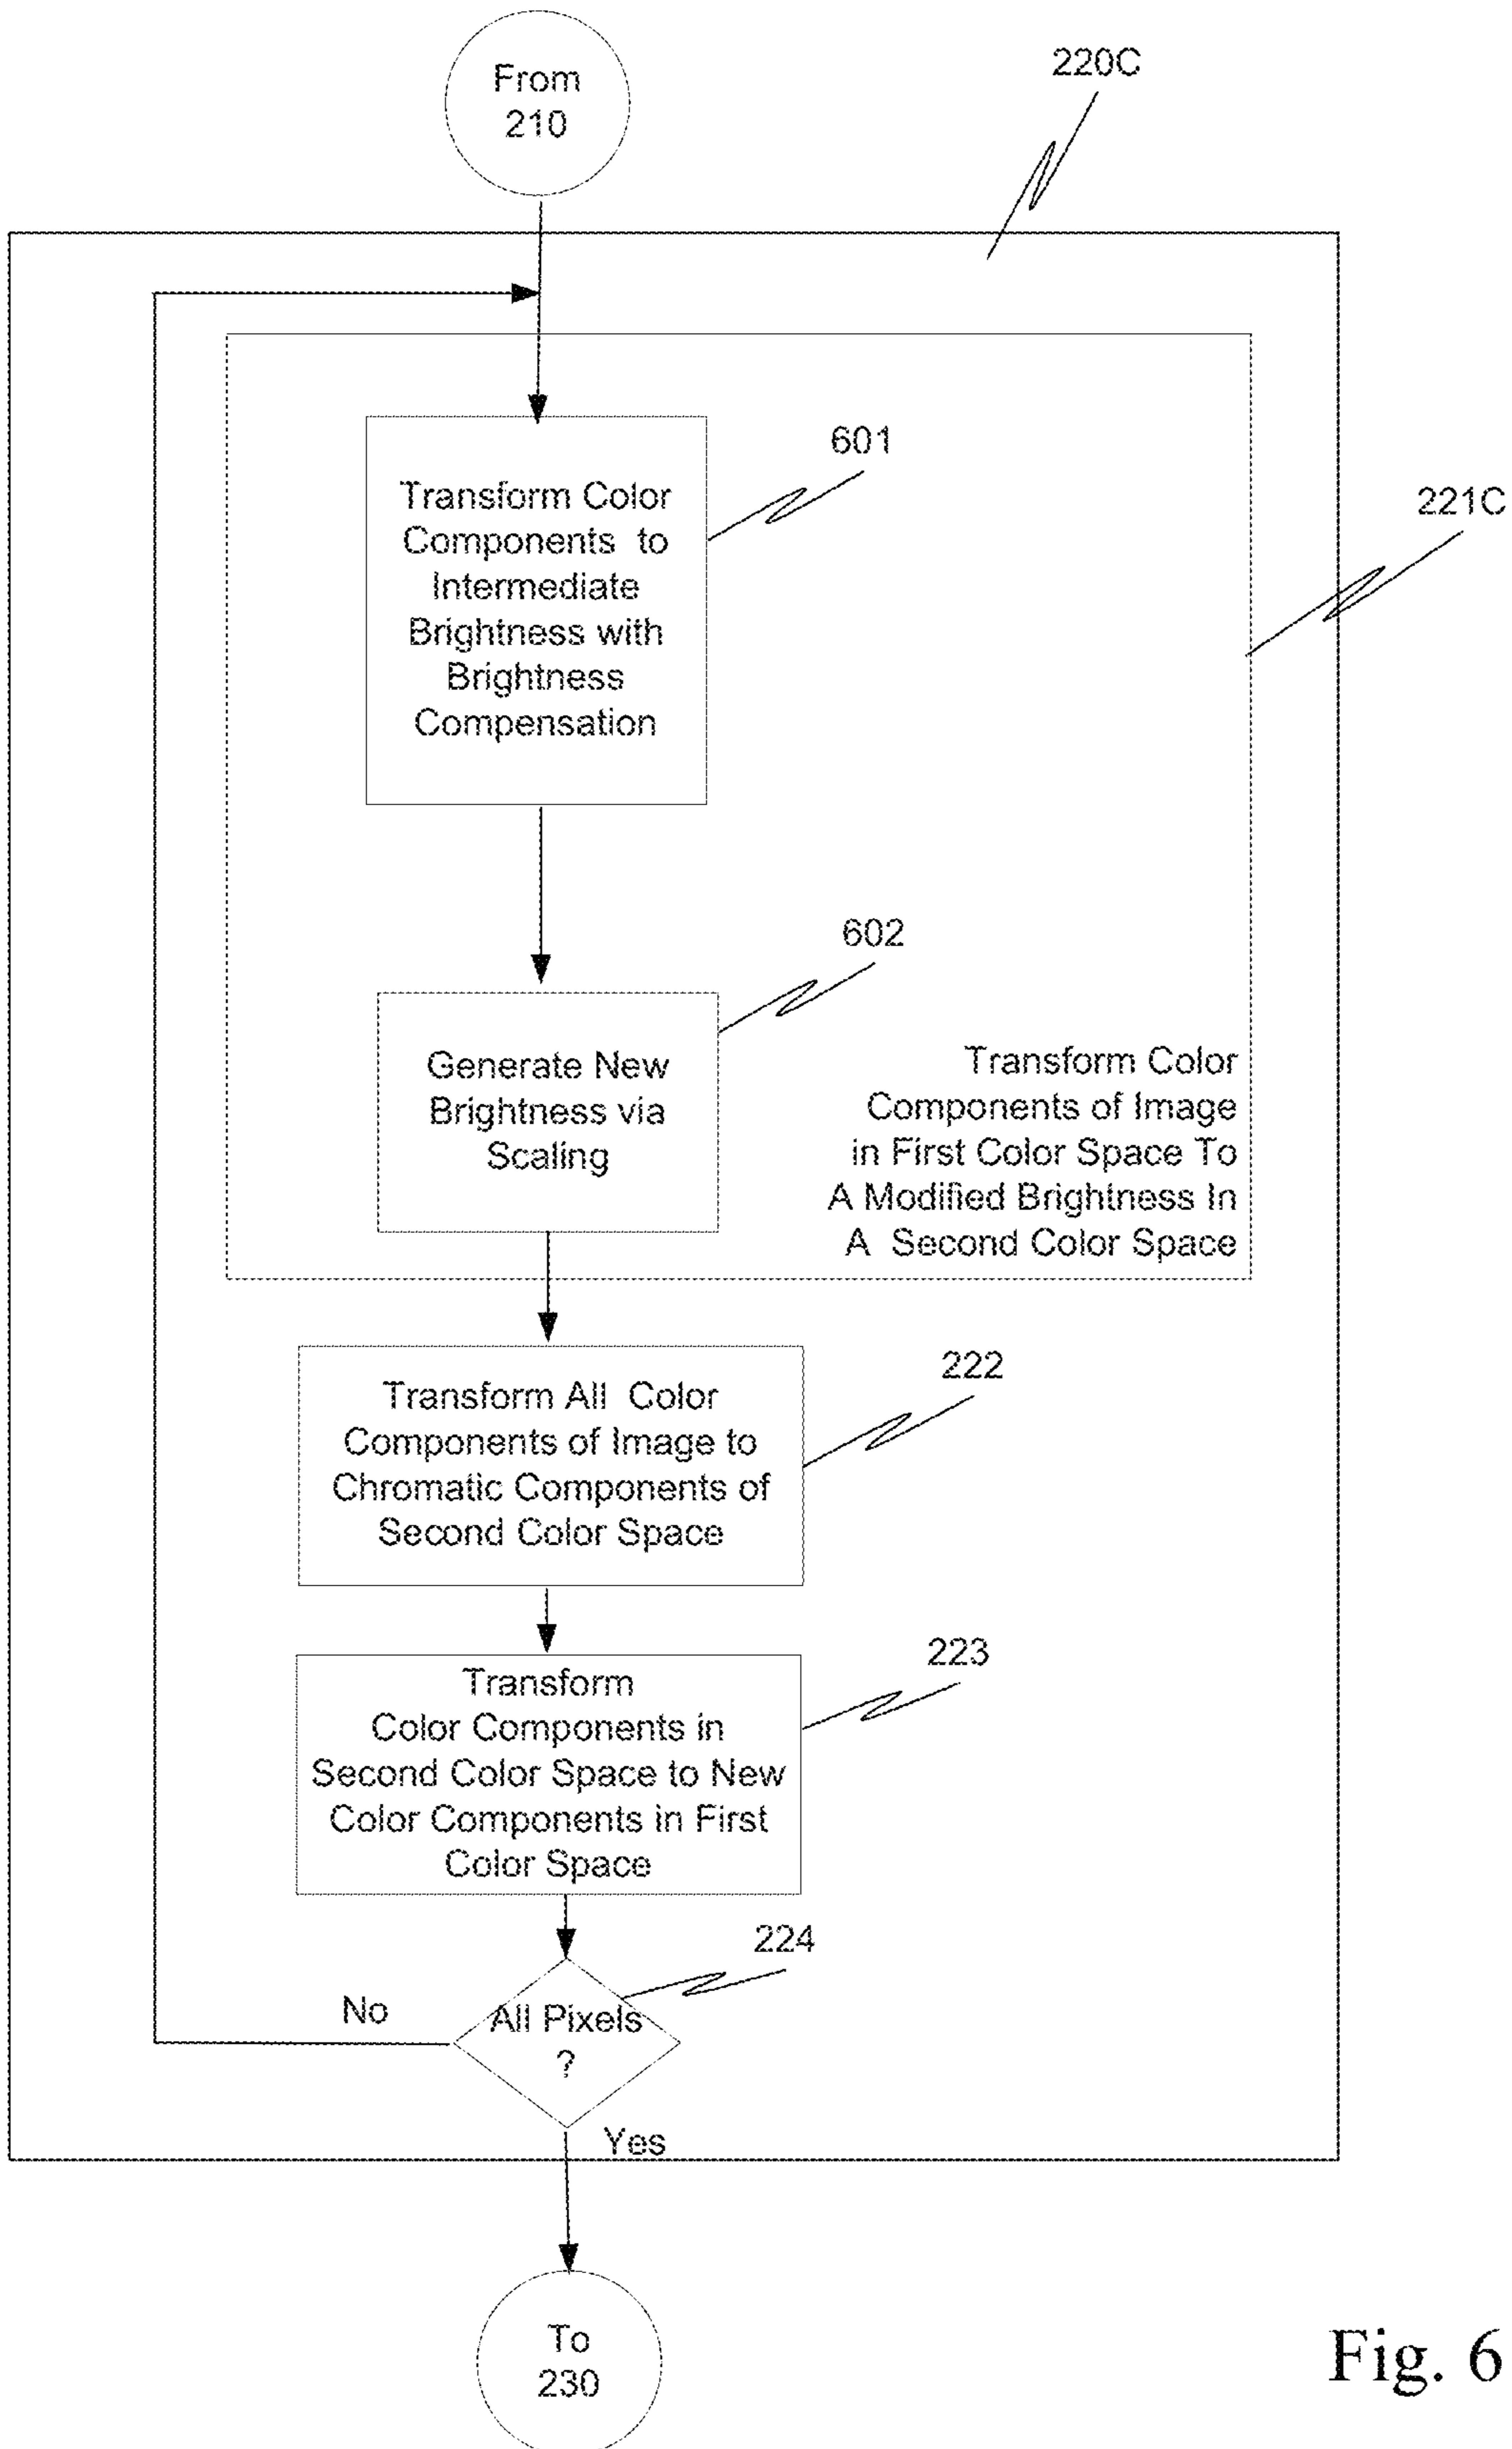 From
210
220C
601
Transform Color
Components to
Intermediate
Brightness with
Brightness
Compensation
221C
602
Generate New
Brightness via
Scaling
Transform Color
Components of Image
in First Color Space To
A Modified Brightness In
A Second Color Space
222
Transform All Color
Components of Image to
Chromatic Components of
Second Color Space
223
Transform
Color Components in
Second Color Space to New
Color Components in First
Color Space
224
No
All Pixels
?
Yes
To
230
Fig. 6